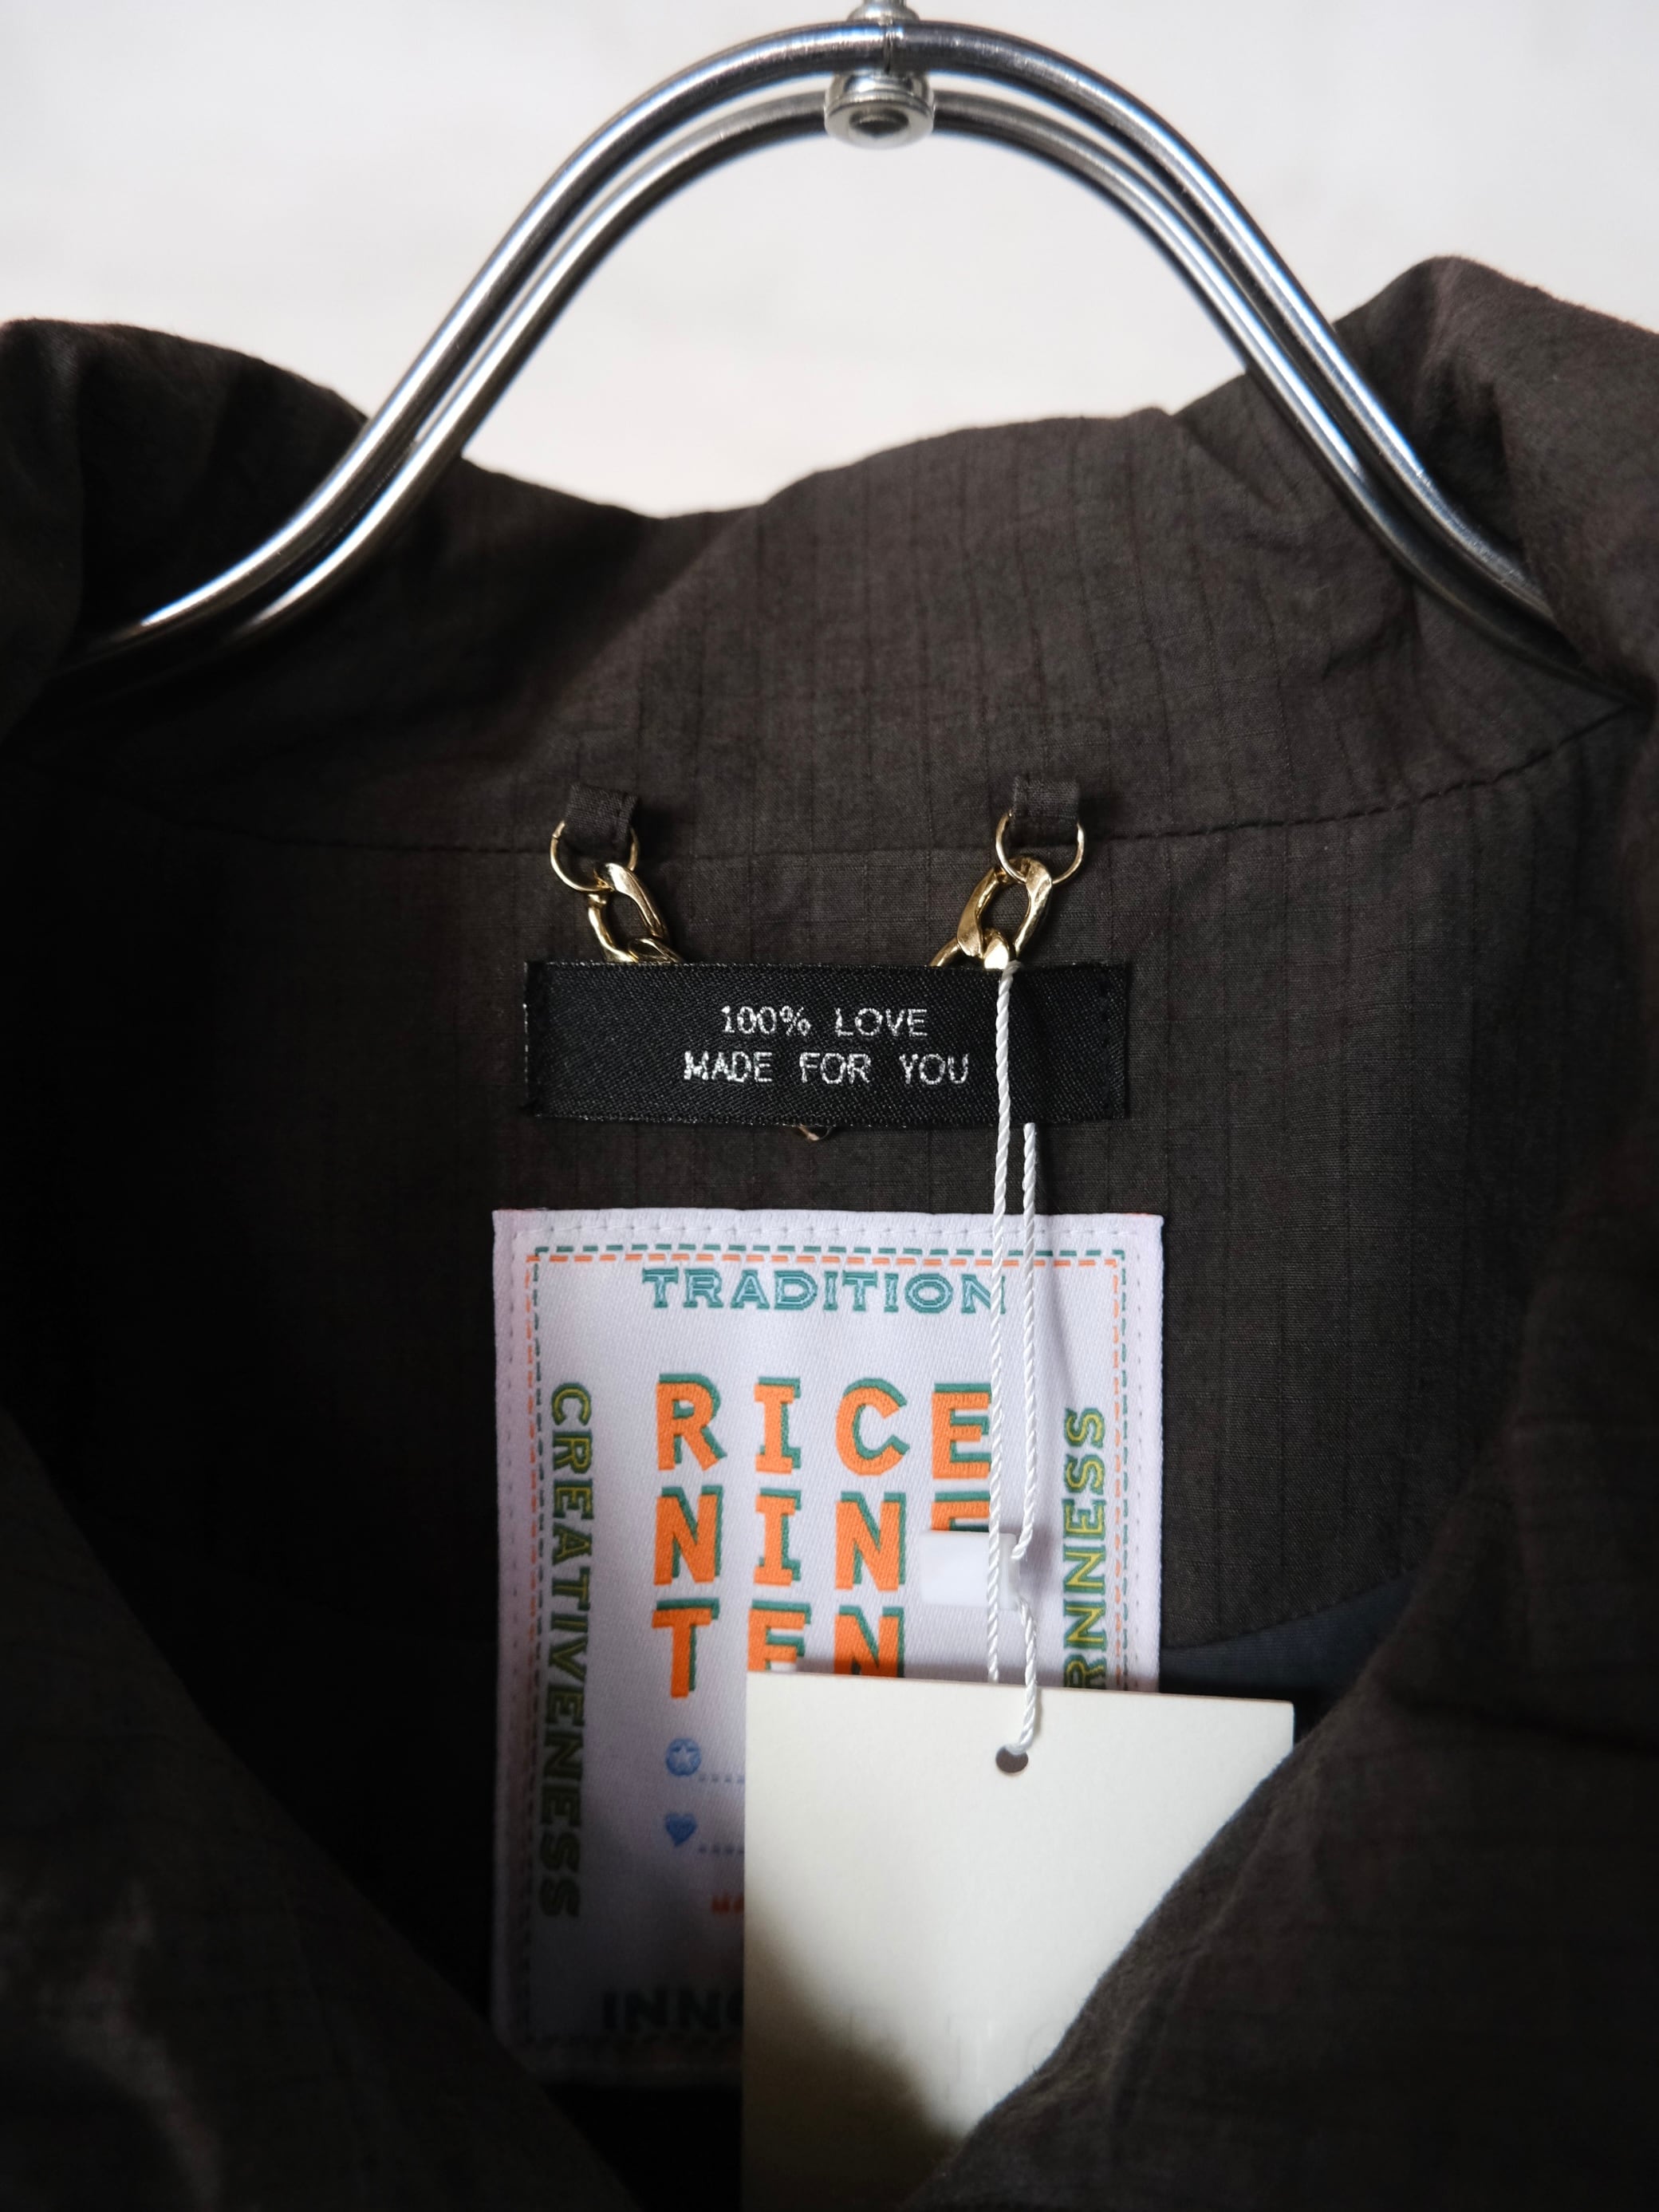 100% LOVE
MADE FOR YOU
TRADITION
RICE
NINE
TEN
CREATIVENESS